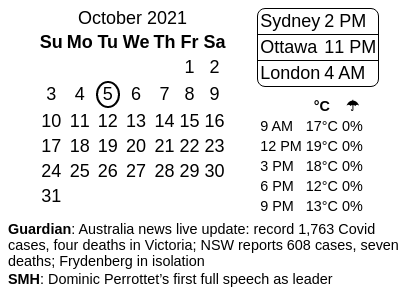 October 2021
Su Mo Tu We Th Fr Sa
1 2
3 4 5 6 7 8 9
10 11 12 13 14 15 16
17 18 19 20 21 22 23
24 25 26 27 28 29 30
31
Sydney 2 PM
Ottawa 11 PM
London 4 AM
°C ☂
9 AM 17°C 0%
12 PM 19°C 0%
3 PM 18°C 0%
6 PM 12°C 0%
9 PM 13°C 0%
Guardian: Australia news live update: record 1,763 Covid
cases, four deaths in Victoria; NSW reports 608 cases, seven
deaths; Frydenberg in isolation
SMH: Dominic Perrottet’s first full speech as leader